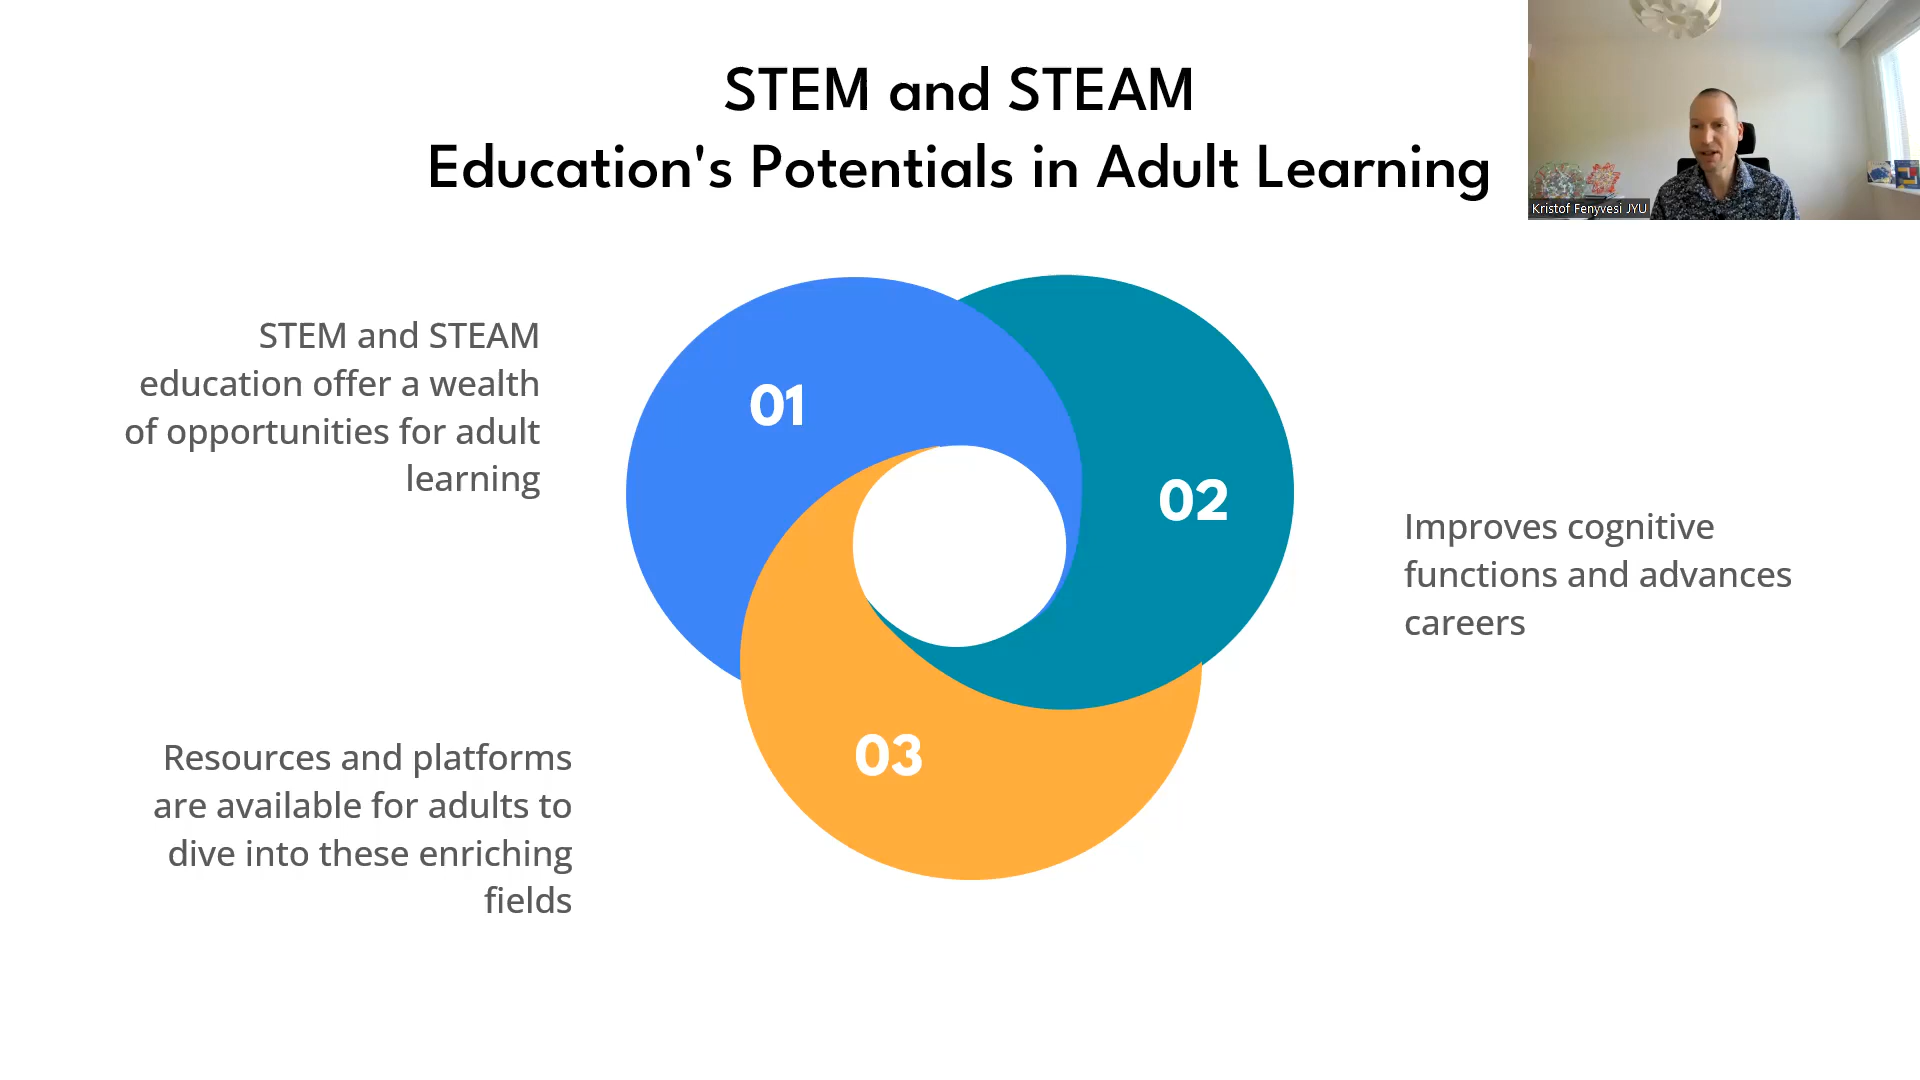 STEM and STEAM
Education's Potentials in Adult Learning
Kristof Fenyvesi JYU
STEM and STEAM
education offer a wealth
of opportunities for adult
learning
01
02
Improves cognitive
functions and advances
careers
Resources and platforms
are available for adults to
dive into these enriching
fields
03